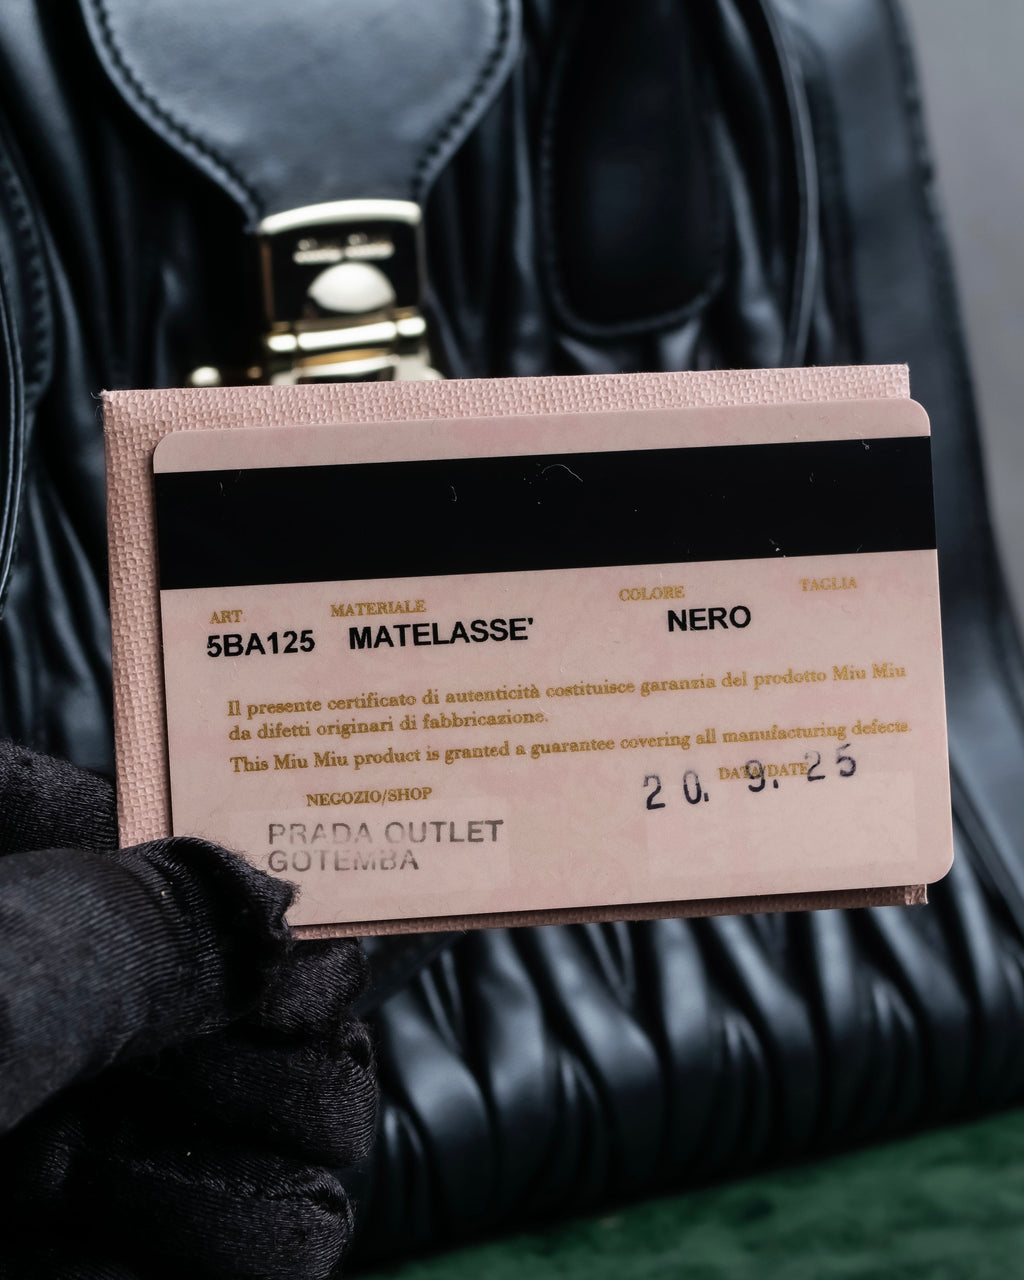 ART
MATERIALE
COLORE
TAGLIA
5BA125
MATELASSE'
NERO
Il presente certificato di autenticità costituisce garanzia del prodotto Miu Miu
da difetti originari di fabbricazione.
This Miu Miu product is granted a guarantee covering all manufacturing defects.
NEGOZIO/SHOP
DATA/DATE
20. 9. 25
PRADA OUTLET
GOTEMBA